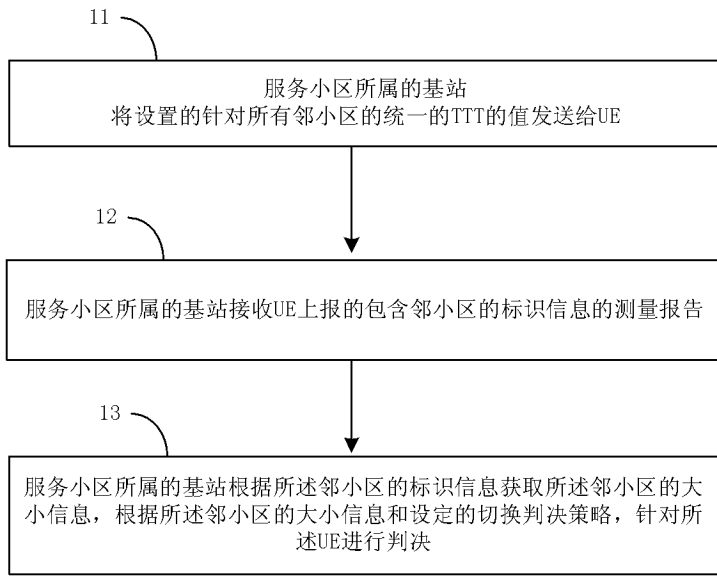 11
服务小区所属的基站
将设置的针对所有邻小区的统一的TTT的值发送给UE
12
服务小区所属的基站接收UE上报的包含邻小区的标识信息的测量报告
13
服务小区所属的基站根据所述邻小区的标识信息获取所述邻小区的大
小信息，根据所述邻小区的大小信息和设定的切换判决策略，针对所
述UE进行判决